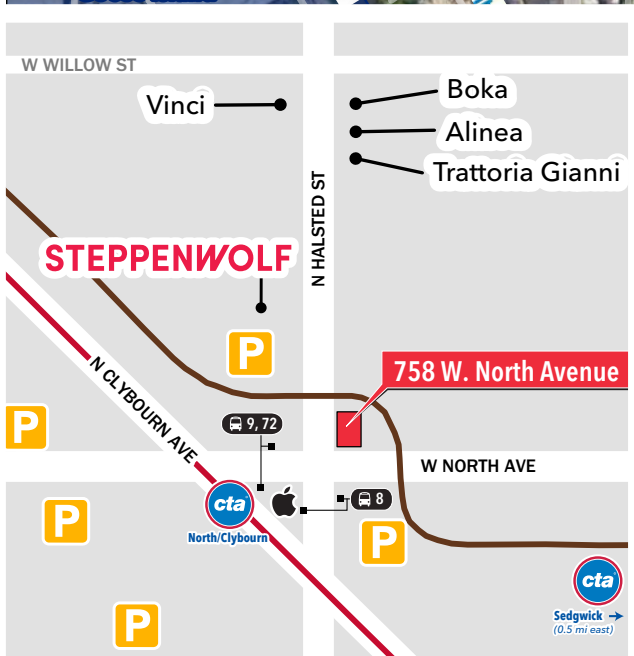 W WILLOW ST
Vinci
Boka
Alinea
Trattoria Gianni
N HALSTED ST
STEPPENWOLF
P
758 W. North Avenue
N CLYBOURN AVE
P
9, 72
W NORTH AVE
cta
8
North/Clybourn
P
P
cta
Sedgwick →
(0.5 mi east)
P